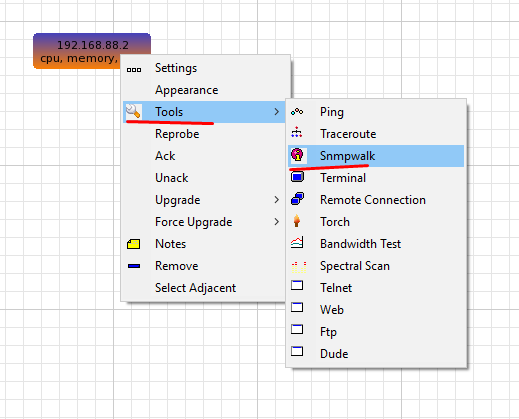 192.168.88.2
cpu, memory,
Settings
Appearance
Tools
Reprobe
Ack
Unack
Upgrade
Force Upgrade
Notes
Remove
Select Adjacent
Ping
Traceroute
Snmpwalk
Terminal
Remote Connection
Torch
Bandwidth Test
Spectral Scan
Telnet
Web
Ftp
Dude